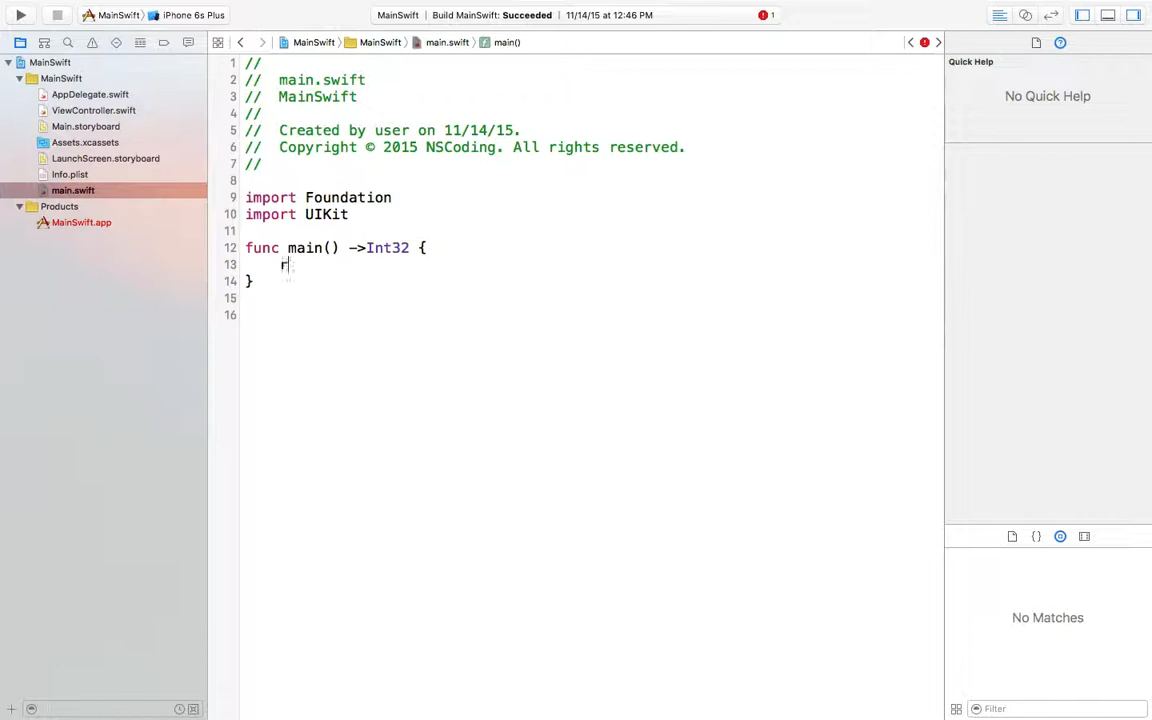 MainSwift 〉 iPhone 6s Plus
MainSwift | Build MainSwift: Succeeded | 11/14/15 at 12:46 PM
1
MainSwift 〉 MainSwift 〉 main.swift 〉 main()
MainSwift
MainSwift
AppDelegate.swift
ViewController.swift
Main.storyboard
Assets.xcassets
LaunchScreen.storyboard
Info.plist
main.swift
Products
MainSwift.app
1 //
2 //  main.swift
3 //  MainSwift
4 //
5 //  Created by user on 11/14/15.
6 //  Copyright © 2015 NSCoding. All rights reserved.
7 //
8
9 import Foundation
10 import UIKit
11
12 func main() ->Int32 {
13     r
14 }
15
16
Quick Help
No Quick Help
{ }
No Matches
Filter